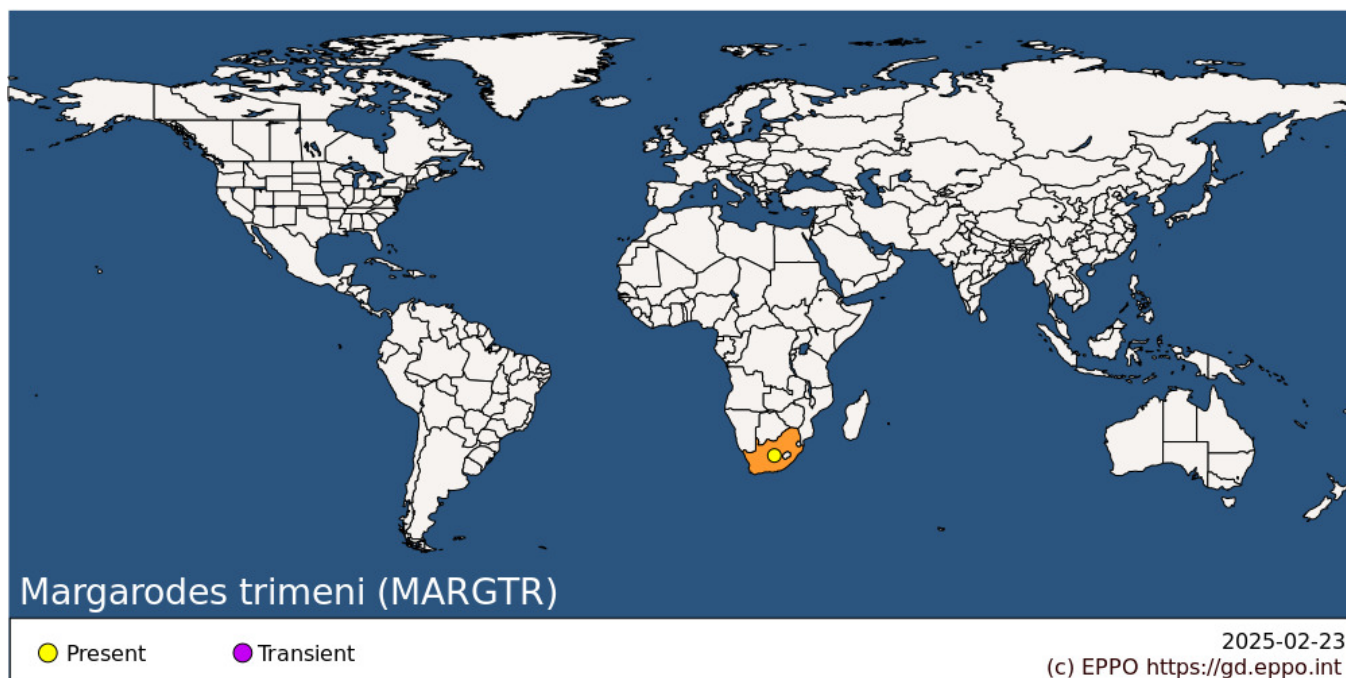 Margarodes trimeni (MARGTR)
Present
Transient
2025-02-23
(c) EPPO https://gd.eppo.int